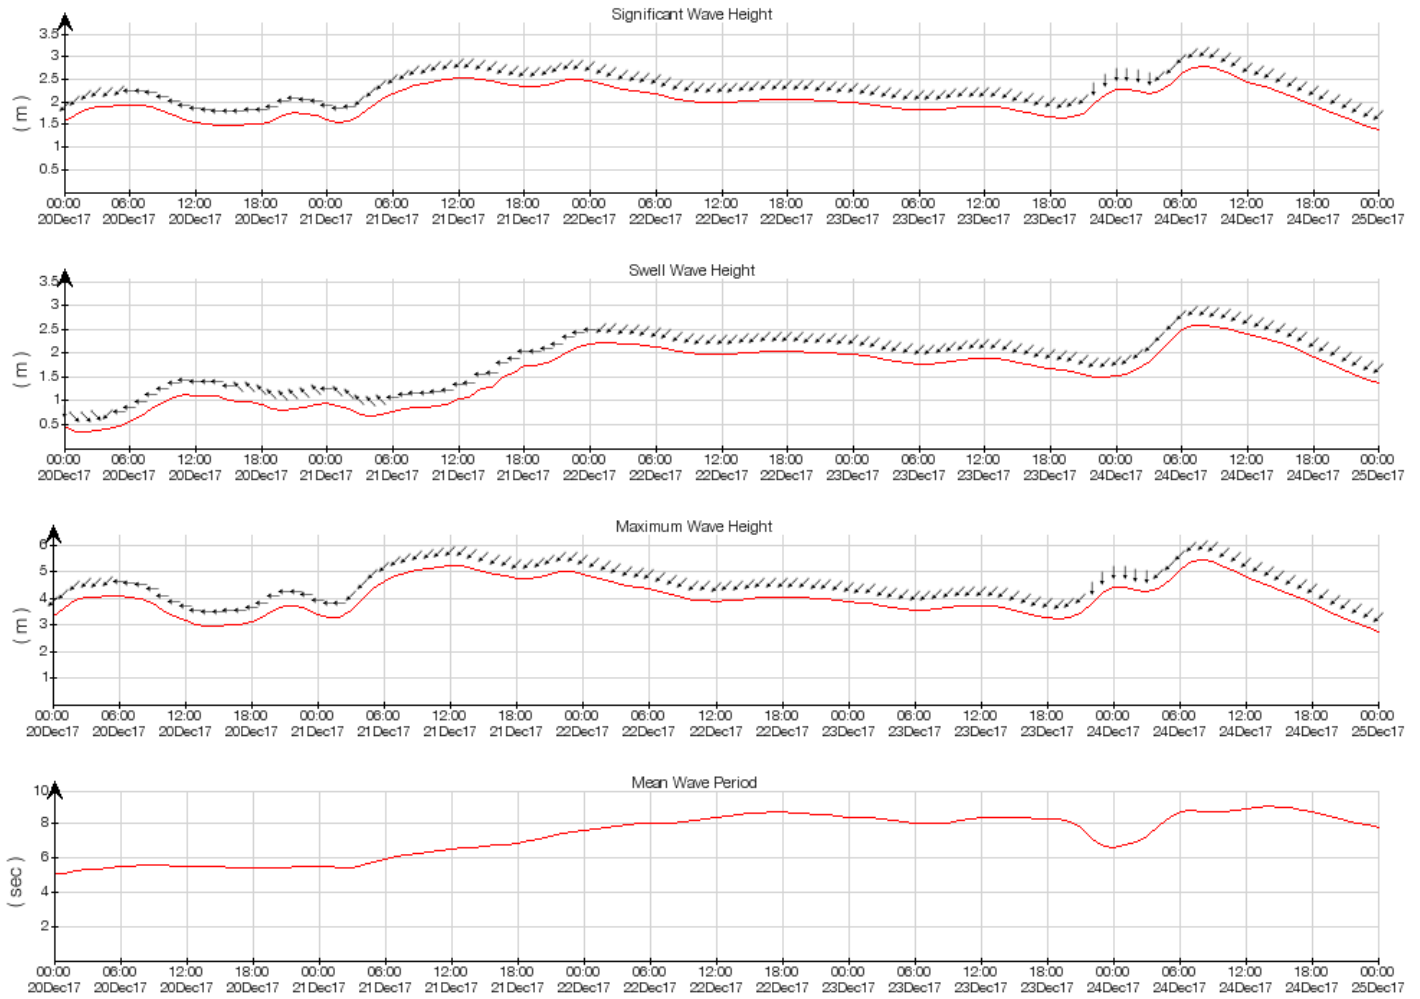 Significant Wave Height
3.5
3
2.5
2
1.5
1
0.5
( m )
00:00 06:00 12:00 18:00 00:00 06:00 12:00 18:00 00:00 06:00 12:00 18:00 00:00 06:00 12:00 18:00 00:00 06:00 12:00 18:00 00:00
20Dec17 20Dec17 20Dec17 20Dec17 21Dec17 21Dec17 21Dec17 21Dec17 22Dec17 22Dec17 22Dec17 22Dec17 23Dec17 23Dec17 23Dec17 23Dec17 24Dec17 24Dec17 24Dec17 24Dec17 25Dec17
Swell Wave Height
3.5
3
2.5
2
1.5
1
0.5
( m )
00:00 06:00 12:00 18:00 00:00 06:00 12:00 18:00 00:00 06:00 12:00 18:00 00:00 06:00 12:00 18:00 00:00 06:00 12:00 18:00 00:00
20Dec17 20Dec17 20Dec17 20Dec17 21Dec17 21Dec17 21Dec17 21Dec17 22Dec17 22Dec17 22Dec17 22Dec17 23Dec17 23Dec17 23Dec17 23Dec17 24Dec17 24Dec17 24Dec17 24Dec17 25Dec17
Maximum Wave Height
6
5
4
3
2
1
( m )
00:00 06:00 12:00 18:00 00:00 06:00 12:00 18:00 00:00 06:00 12:00 18:00 00:00 06:00 12:00 18:00 00:00 06:00 12:00 18:00 00:00
20Dec17 20Dec17 20Dec17 20Dec17 21Dec17 21Dec17 21Dec17 21Dec17 22Dec17 22Dec17 22Dec17 22Dec17 23Dec17 23Dec17 23Dec17 23Dec17 24Dec17 24Dec17 24Dec17 24Dec17 25Dec17
Mean Wave Period
10
8
6
4
2
( sec )
00:00 06:00 12:00 18:00 00:00 06:00 12:00 18:00 00:00 06:00 12:00 18:00 00:00 06:00 12:00 18:00 00:00 06:00 12:00 18:00 00:00
20Dec17 20Dec17 20Dec17 20Dec17 21Dec17 21Dec17 21Dec17 21Dec17 22Dec17 22Dec17 22Dec17 22Dec17 23Dec17 23Dec17 23Dec17 23Dec17 24Dec17 24Dec17 24Dec17 24Dec17 25Dec17